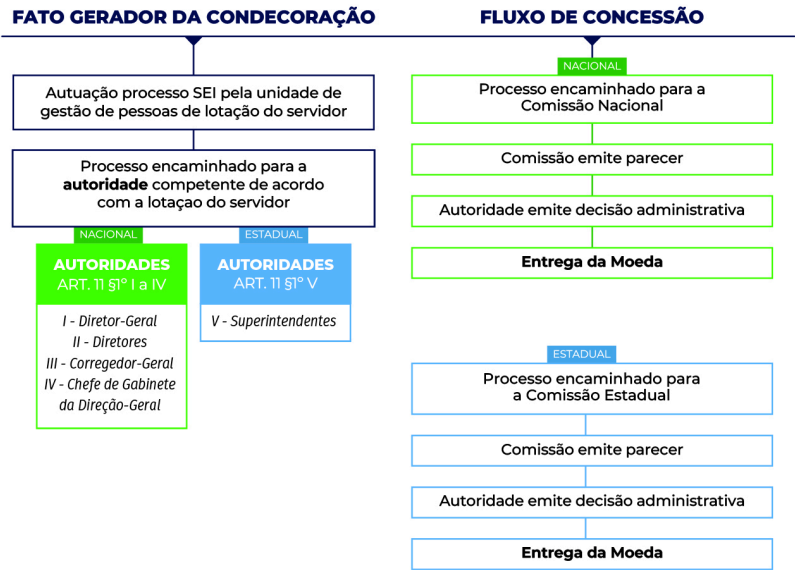 FATO GERADOR DA CONDECORAÇÃO
Autuação processo SEI pela unidade de
gestão de pessoas de lotação do servidor
Processo encaminhado para a
autoridade competente de acordo
com a lotaçao do servidor
NACIONAL
AUTORIDADES
ART. 11 §1º I a IV
I - Diretor-Geral
II - Diretores
III - Corregedor-Geral
IV - Chefe de Gabinete
da Direção-Geral
ESTADUAL
AUTORIDADES
ART. 11 §1º V
V - Superintendentes
FLUXO DE CONCESSÃO
NACIONAL
Processo encaminhado para a
Comissão Nacional
Comissão emite parecer
Autoridade emite decisão administrativa
Entrega da Moeda
ESTADUAL
Processo encaminhado para
a Comissão Estadual
Comissão emite parecer
Autoridade emite decisão administrativa
Entrega da Moeda